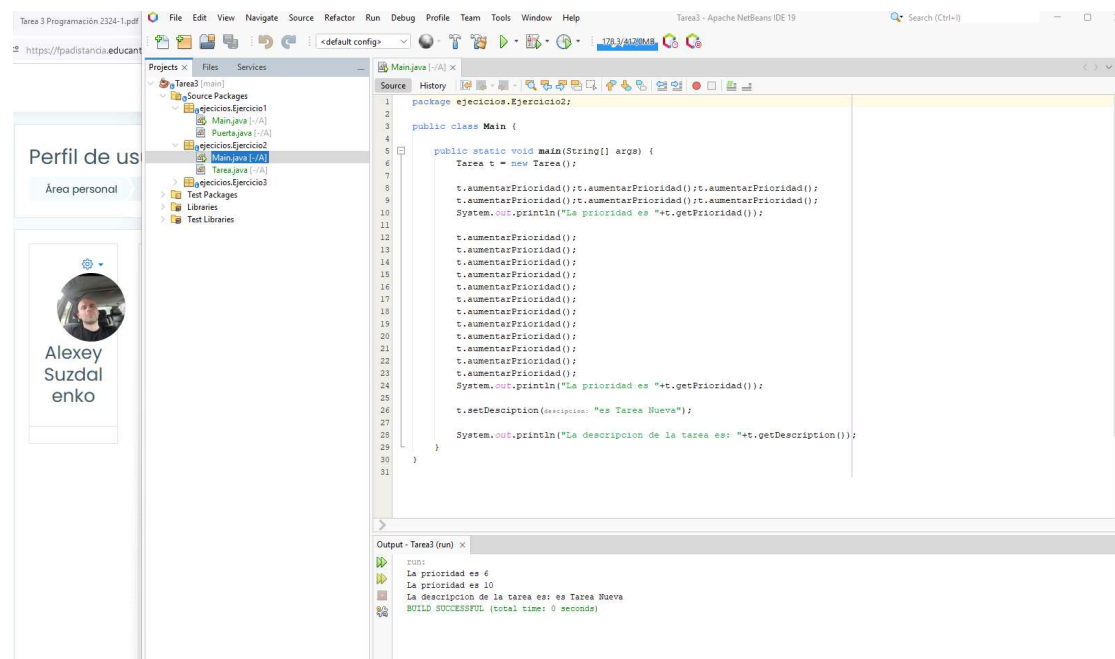 Tarea 3 Programación 2324-1.pdf
https://fpadistancia.educant
Perfil de us
Área personal
Alexey
Suzdal
enko
File Edit View Navigate Source Refactor Run Debug Profile Team Tools Window Help
Tarea3 - Apache NetBeans IDE 19
Search (Ctrl+I)
<default config>
178,3/417,0MB
Projects × Files Services
Tarea3 [main]
Source Packages
ejecicios.Ejercicio1
Main.java [-/A]
Puerta.java [-/A]
ejecicios.Ejercicio2
Main.java [-/A]
Tarea.java [-/A]
ejecicios.Ejercicio3
Test Packages
Libraries
Test Libraries
Main.java [-/A] ×
Source History
1 package ejecicios.Ejercicio2;
2
3 public class Main {
4
5 public static void main(String[] args) {
6 Tarea t = new Tarea();
7
8 t.aumentarPrioridad();t.aumentarPrioridad();t.aumentarPrioridad();
9 t.aumentarPrioridad();t.aumentarPrioridad();t.aumentarPrioridad();
10 System.out.println("La prioridad es "+t.getPrioridad());
11
12 t.aumentarPrioridad();
13 t.aumentarPrioridad();
14 t.aumentarPrioridad();
15 t.aumentarPrioridad();
16 t.aumentarPrioridad();
17 t.aumentarPrioridad();
18 t.aumentarPrioridad();
19 t.aumentarPrioridad();
20 t.aumentarPrioridad();
21 t.aumentarPrioridad();
22 t.aumentarPrioridad();
23 t.aumentarPrioridad();
24 System.out.println("La prioridad es "+t.getPrioridad());
25
26 t.setDesciption(descipcion: "es Tarea Nueva");
27
28 System.out.println("La descripcion de la tarea es: "+t.getDescription());
29 }
30 }
31
Output - Tarea3 (run) ×
run:
La prioridad es 6
La prioridad es 10
La descripcion de la tarea es: es Tarea Nueva
BUILD SUCCESSFUL (total time: 0 seconds)